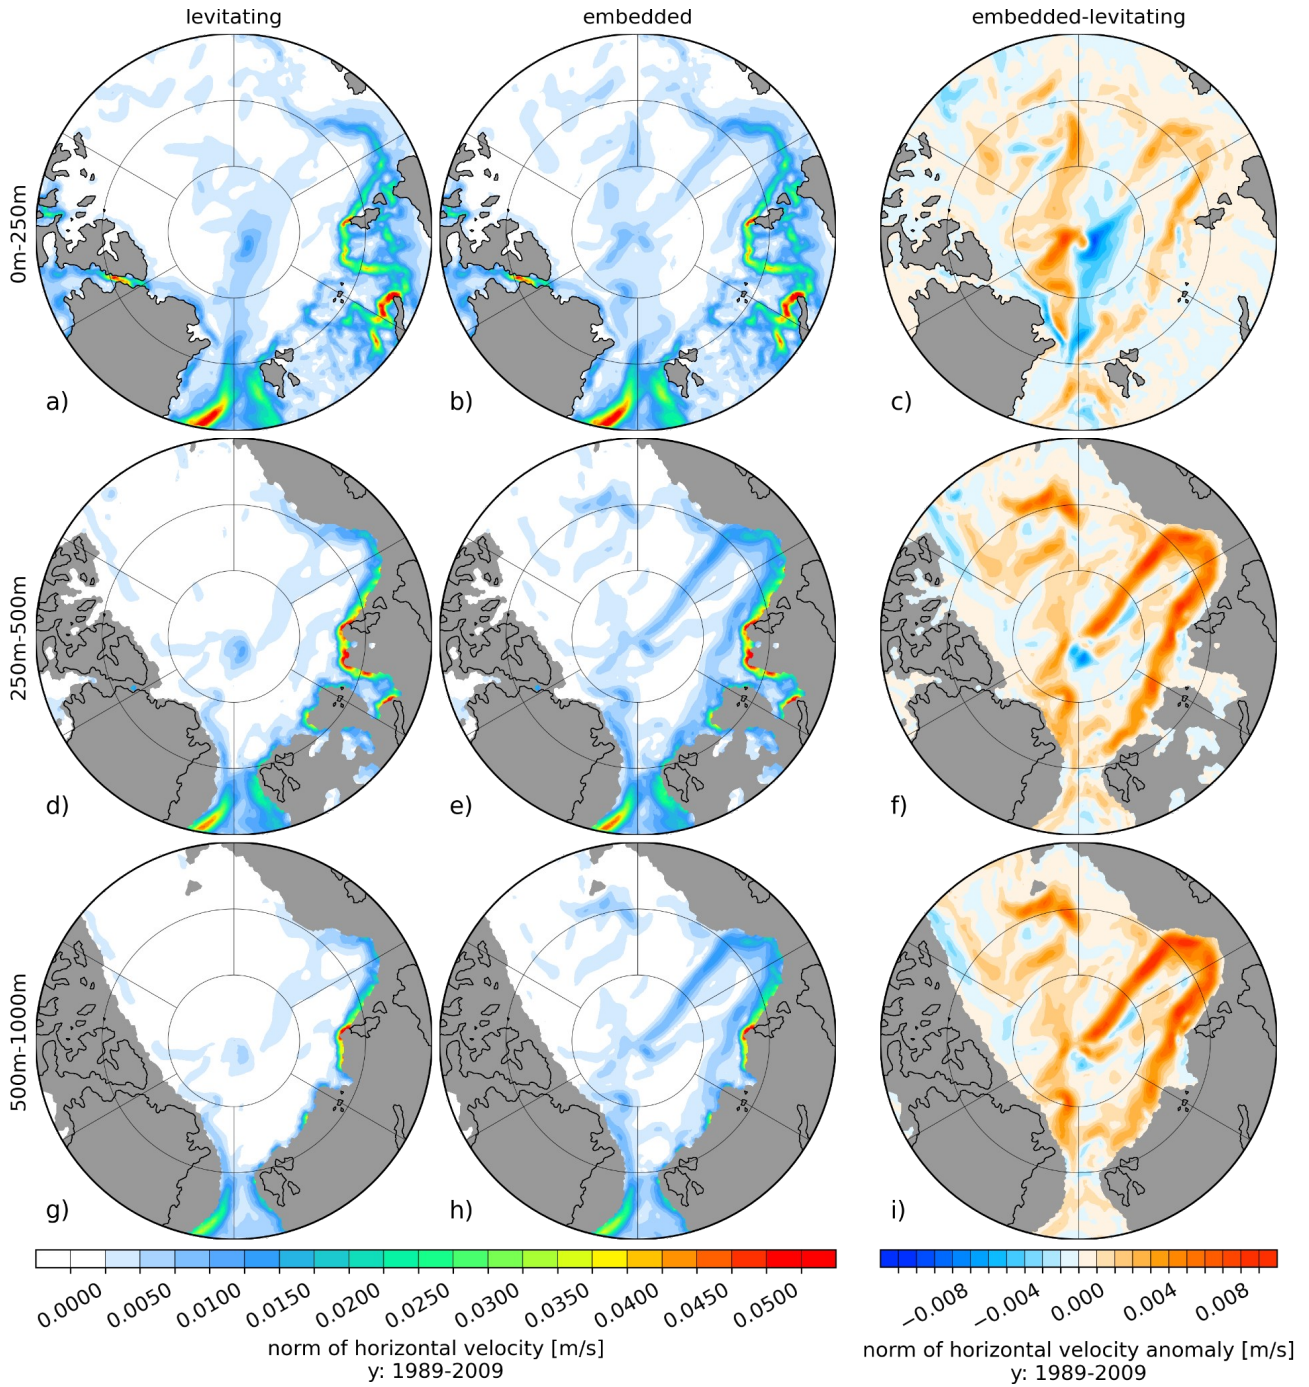 levitating
embedded
embedded-levitating
0m-250m
a)
b)
c)
250m-500m
d)
e)
f)
500m-1000m
g)
h)
i)
0.0000 0.0050 0.0100 0.0150 0.0200 0.0250 0.0300 0.0350 0.0400 0.0450 0.0500
norm of horizontal velocity [m/s]
y: 1989-2009
−0.008 −0.004 0.000 0.004 0.008
norm of horizontal velocity anomaly [m/s]
y: 1989-2009